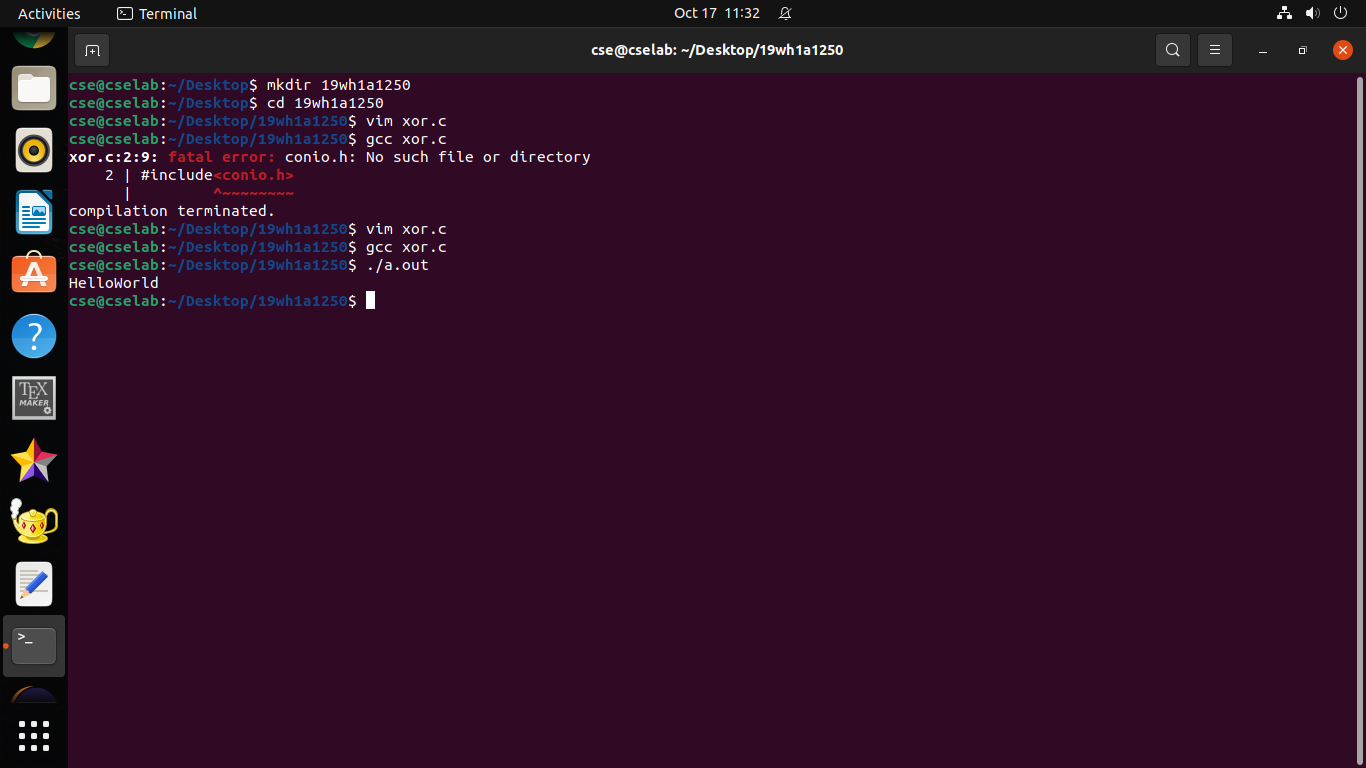 Activities
Terminal
Oct 17 11:32
cse@cselab: ~/Desktop/19wh1a1250
cse@cselab:~/Desktop$ mkdir 19wh1a1250
cse@cselab:~/Desktop$ cd 19wh1a1250
cse@cselab:~/Desktop/19wh1a1250$ vim xor.c
cse@cselab:~/Desktop/19wh1a1250$ gcc xor.c
xor.c:2:9: fatal error: conio.h: No such file or directory
    2 | #include<conio.h>
      |         ^~~~~~~~~
compilation terminated.
cse@cselab:~/Desktop/19wh1a1250$ vim xor.c
cse@cselab:~/Desktop/19wh1a1250$ gcc xor.c
cse@cselab:~/Desktop/19wh1a1250$ ./a.out
HelloWorld
cse@cselab:~/Desktop/19wh1a1250$
?
TEX
MAKER
>_